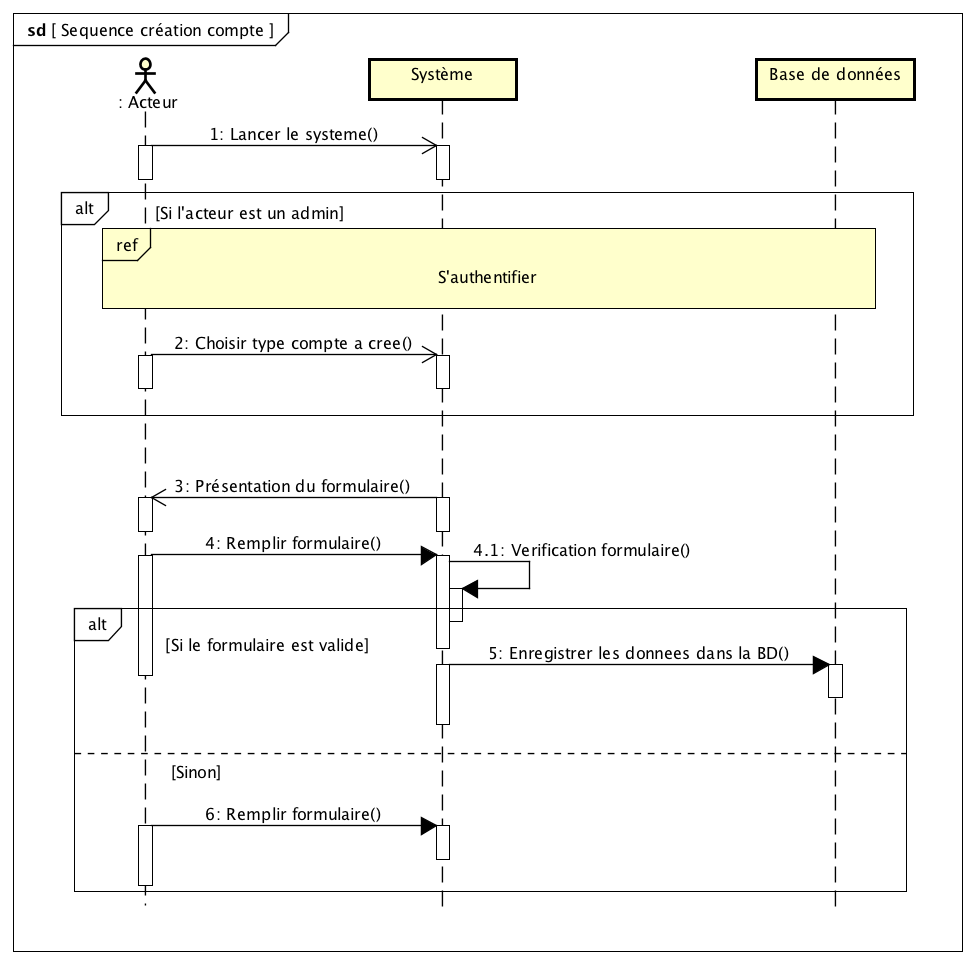 sd [ Sequence création compte ]
Système
Base de données
: Acteur
1: Lancer le systeme()
alt
[Si l'acteur est un admin]
ref
S'authentifier
2: Choisir type compte a cree()
3: Présentation du formulaire()
4: Remplir formulaire()
4.1: Verification formulaire()
alt
[Si le formulaire est valide]
5: Enregistrer les donnees dans la BD()
[Sinon]
6: Remplir formulaire()